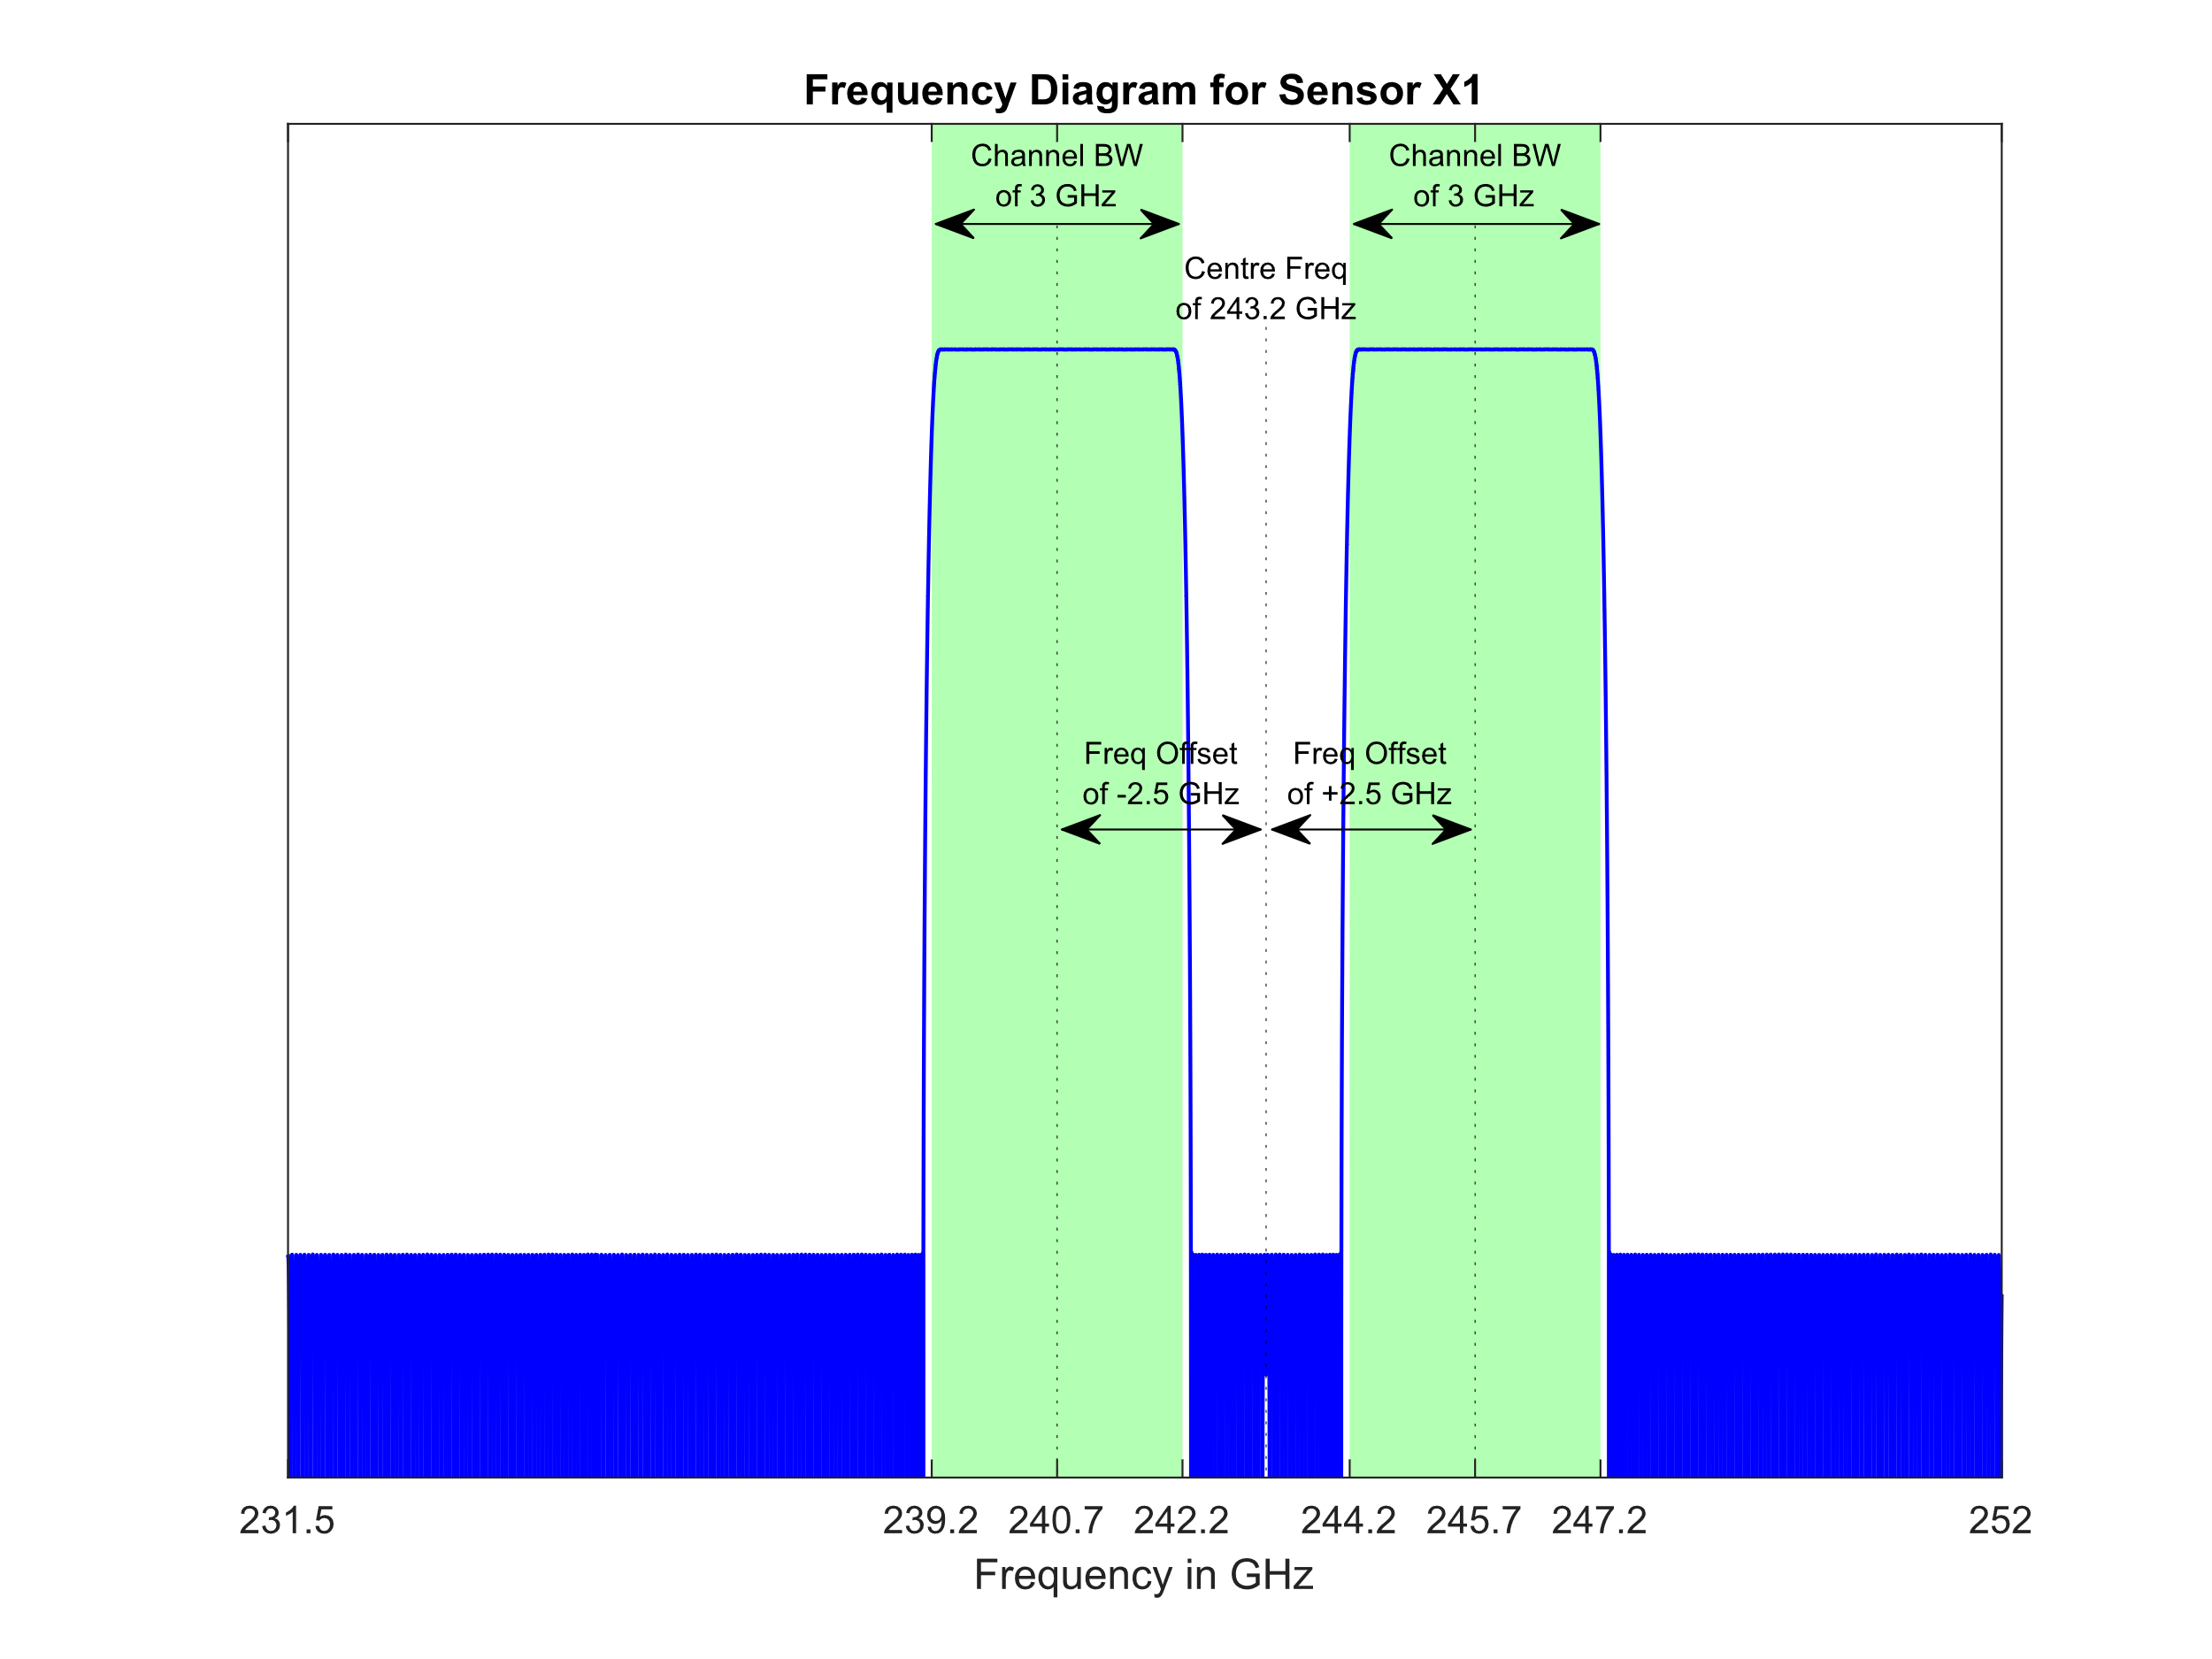 Frequency Diagram for Sensor X1
Channel BW
of 3 GHz
Channel BW
of 3 GHz
Centre Freq
of 243.2 GHz
Freq Offset
of -2.5 GHz
Freq Offset
of +2.5 GHz
231.5 239.2 240.7 242.2 244.2 245.7 247.2 252
Frequency in GHz